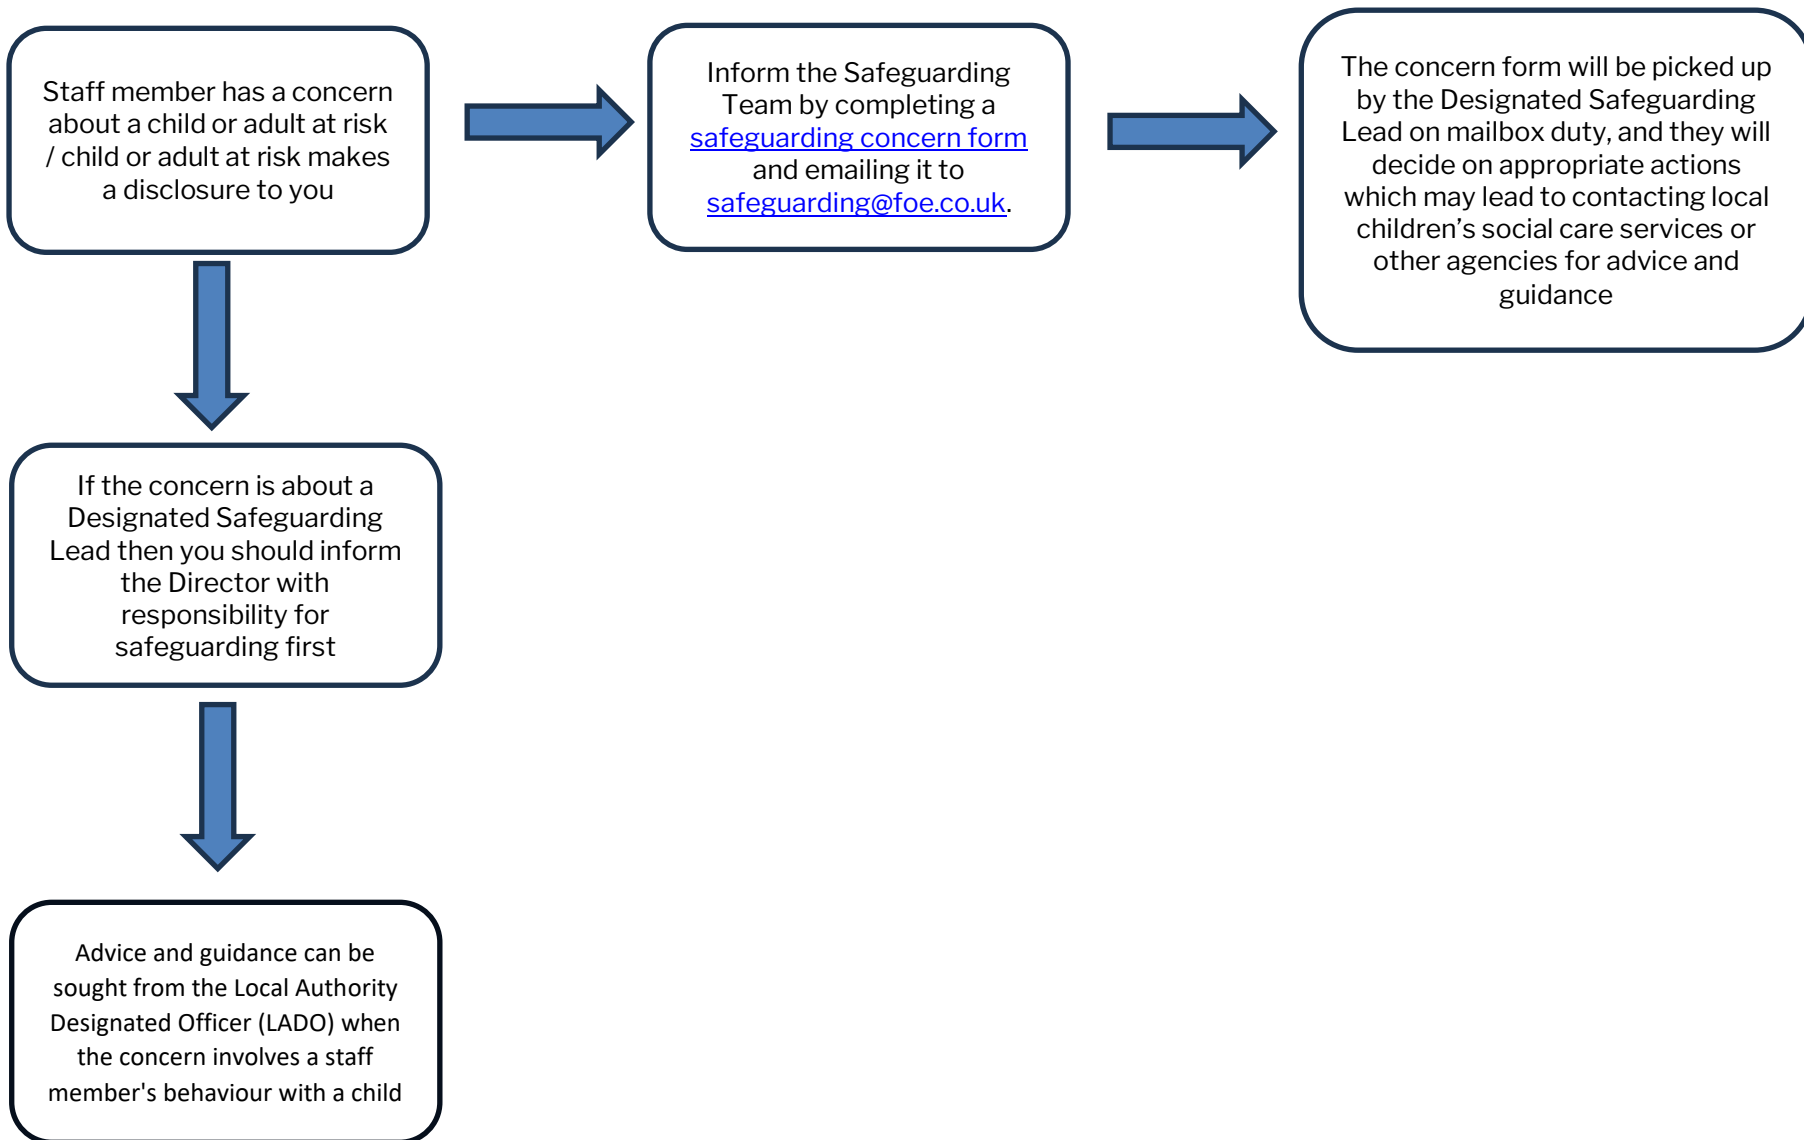 Staff member has a concern
about a child or adult at risk
/ child or adult at risk makes
a disclosure to you
Inform the Safeguarding
Team by completing a
safeguarding concern form
and emailing it to
safeguarding@foe.co.uk.
The concern form will be picked up
by the Designated Safeguarding
Lead on mailbox duty, and they will
decide on appropriate actions
which may lead to contacting local
children’s social care services or
other agencies for advice and
guidance
If the concern is about a
Designated Safeguarding
Lead then you should inform
the Director with
responsibility for
safeguarding first
Advice and guidance can be
sought from the Local Authority
Designated Officer (LADO) when
the concern involves a staff
member's behaviour with a child